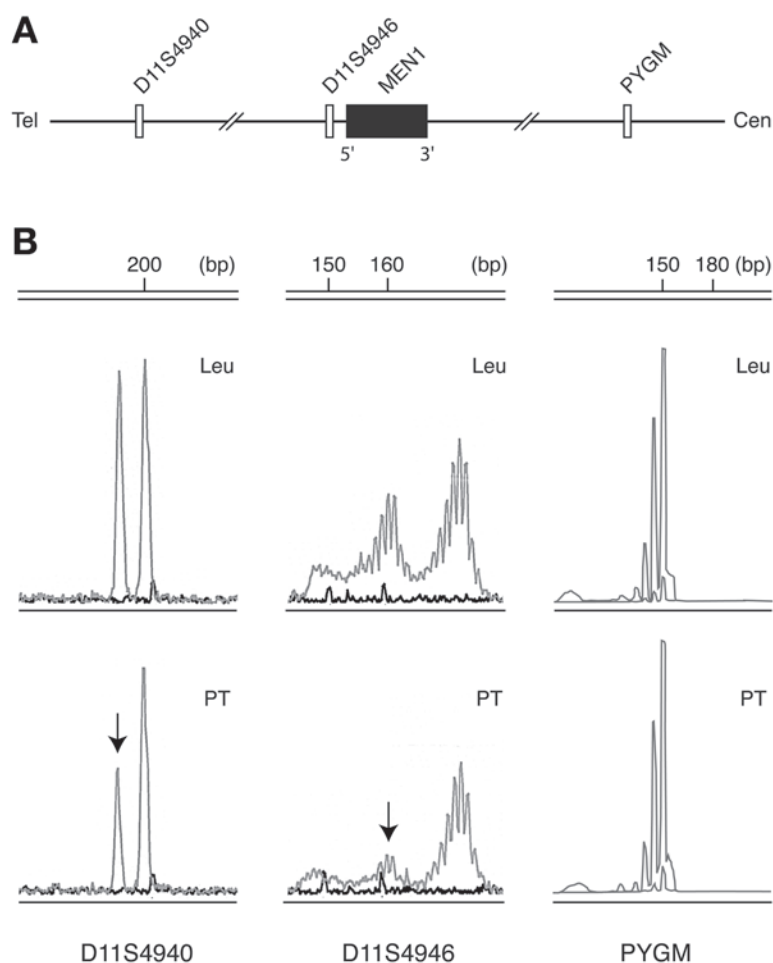 A
D11S4940
D11S4946
MEN1
PYGM
Tel
Cen
5'
3'
B
200 (bp)
150 160 (bp)
150 180 (bp)
Leu
Leu
Leu
PT
PT
PT
D11S4940
D11S4946
PYGM